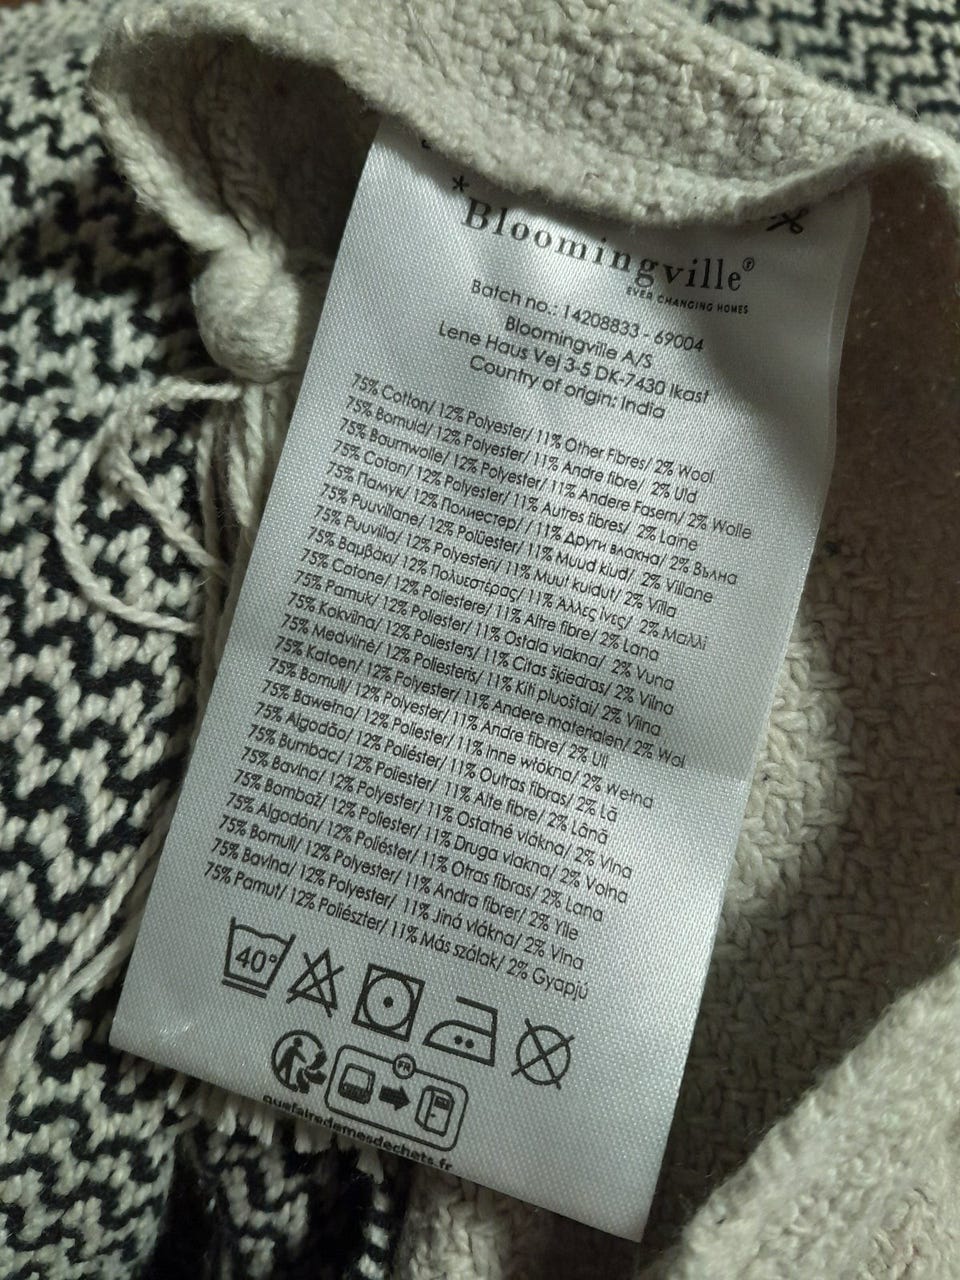 *Bloomingville®
EVER CHANGING HOMES
Batch no.: 14208833 - 69004
Bloomingville A/S
Lene Haus Vej 3-5 DK-7430 Ikast
Country of origin: India
75% Cotton/ 12% Polyester/ 11% Other Fibres/ 2% Wool
75% Bomuld/ 12% Polyester/ 11% Andre fibre/ 2% Uld
75% Baumwolle/ 12% Polyester/ 11% Andere Fasern/ 2% Wolle
75% Coton/ 12% Polyester/ 11% Autres fibres/ 2% Laine
75% Памук/ 12% Полиестер/ / 11% Други влакна/ 2% Вълна
75% Puuvillane/ 12% Polüester/ 11% Muud kiud/ 2% Villane
75% Puuvilla/ 12% Polyesteri/ 11% Muut kuidut/ 2% Villa
75% Βαμβάκι/ 12% Πολυεστέρας/ 11% Αλλες ίνες/ 2% Μαλλί
75% Cotone/ 12% Poliestere/ 11% Altre fibre/ 2% Lana
75% Pamuk/ 12% Poliester/ 11% Ostala vlakna/ 2% Vuna
75% Kokvilna/ 12% Poliesters/ 11% Citas šķiedras/ 2% Vilna
75% Medvilnė/ 12% Poliesteris/ 11% Kiti pluoštai/ 2% Vilna
75% Katoen/ 12% Polyester/ 11% Andere materialen/ 2% Wol
75% Bomull/ 12% Polyester/ 11% Andre fibre/ 2% Ull
75% Bawełna/ 12% Poliester/ 11% Inne włókna/ 2% Wełna
75% Algodão/ 12% Poliéster/ 11% Outras fibras/ 2% Lã
75% Bumbac/ 12% Poliester/ 11% Alte fibre/ 2% Lână
75% Bavlna/ 12% Polyester/ 11% Ostatné vlákna/ 2% Vlna
75% Bombaž/ 12% Poliester/ 11% Druga vlakna/ 2% Volna
75% Algodón/ 12% Poliéster/ 11% Otras fibras/ 2% Lana
75% Bomull/ 12% Polyester/ 11% Andra fibrer/ 2% Ylle
75% Bavlna/ 12% Polyester/ 11% Jiná vlákna/ 2% Vlna
75% Pamut/ 12% Poliészter/ 11% Más szálak/ 2% Gyapjú
40°
FR
quefairedemesdechets.fr